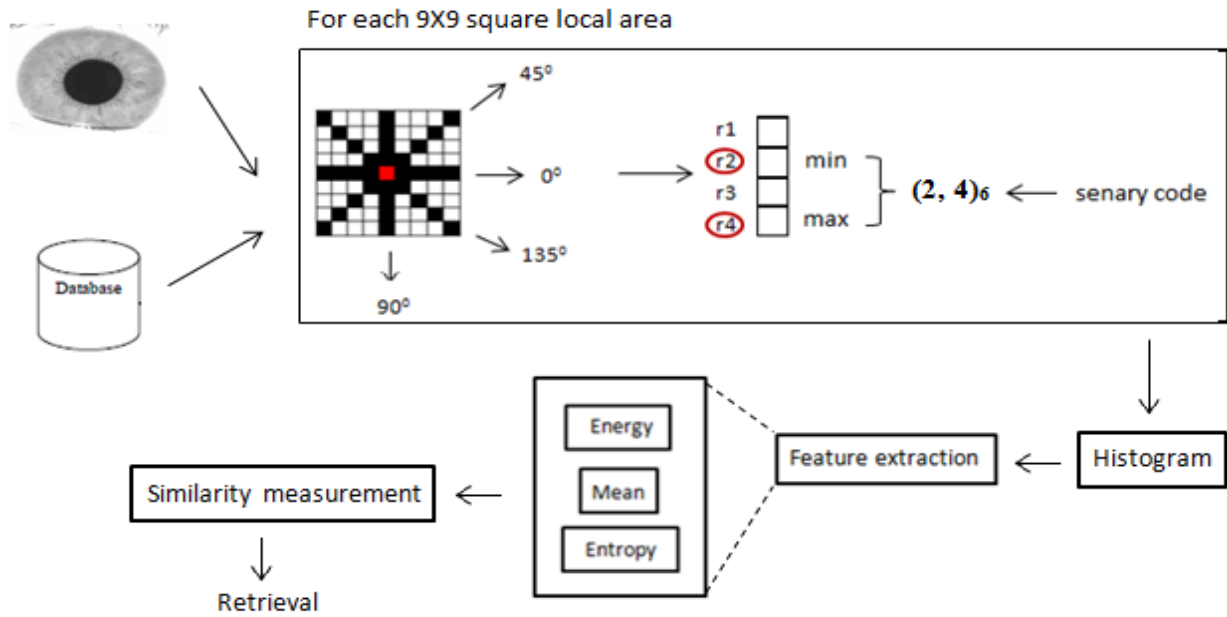 For each 9X9 square local area
45⁰
0⁰
135⁰
90⁰
Database
r1
r2
r3
r4
min
max
(2, 4)₆
senary code
Histogram
Feature extraction
Energy
Mean
Entropy
Similarity measurement
Retrieval